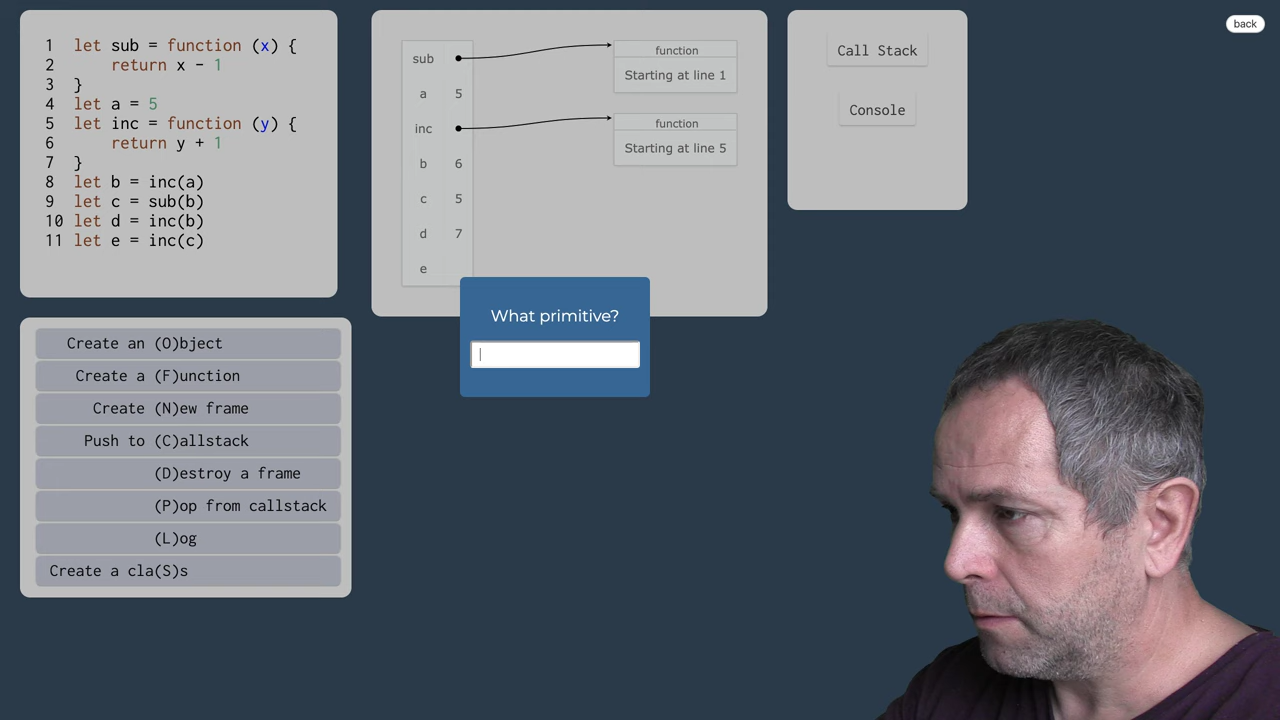 back
1 let sub = function (x) {
2 return x - 1
3 }
4 let a = 5
5 let inc = function (y) {
6 return y + 1
7 }
8 let b = inc(a)
9 let c = sub(b)
10 let d = inc(b)
11 let e = inc(c)
sub
a 5
inc
b 6
c 5
d 7
e
function
Starting at line 1
function
Starting at line 5
Call Stack
Console
What primitive?
Create an (O)bject
Create a (F)unction
Create (N)ew frame
Push to (C)allstack
(D)estroy a frame
(P)op from callstack
(L)og
Create a cla(S)s